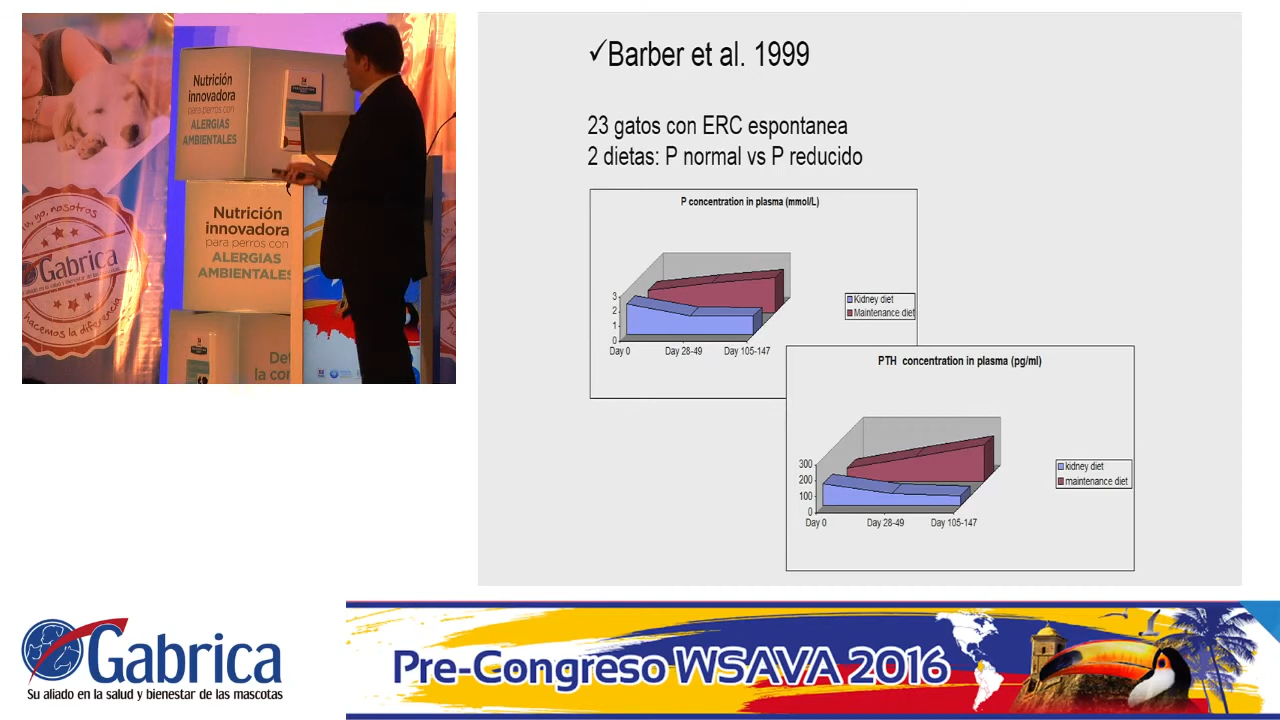 Nutrición
innovadora
para perros con
ALERGIAS
AMBIENTALES
Nutrición
innovadora
para perros con
ALERGIAS
AMBIENTALES
yo, nosotros
Gabrica
hacemos la diferencia
✓Barber et al. 1999
23 gatos con ERC espontanea
2 dietas: P normal vs P reducido
P concentration in plasma (mmol/L)
3
2
1
0
Day 0 Day 28-49 Day 105-147
Kidney diet
Maintenance diet
PTH concentration in plasma (pg/ml)
300
200
100
0
Day 0 Day 28-49 Day 105-147
kidney diet
maintenance diet
Gabrica
Su aliado en la salud y bienestar de las mascotas
Pre-Congreso WSAVA 2016